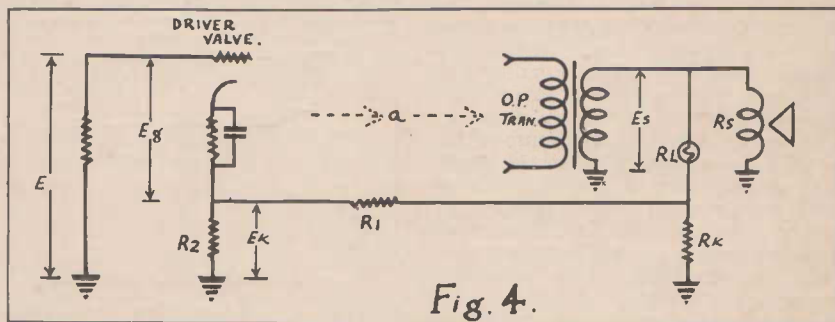 DRIVER
VALVE.
E
Eg
R2
Ek
R1
a
O.P.
TRAN.
Es
RL
Rs
Rk
Fig. 4.